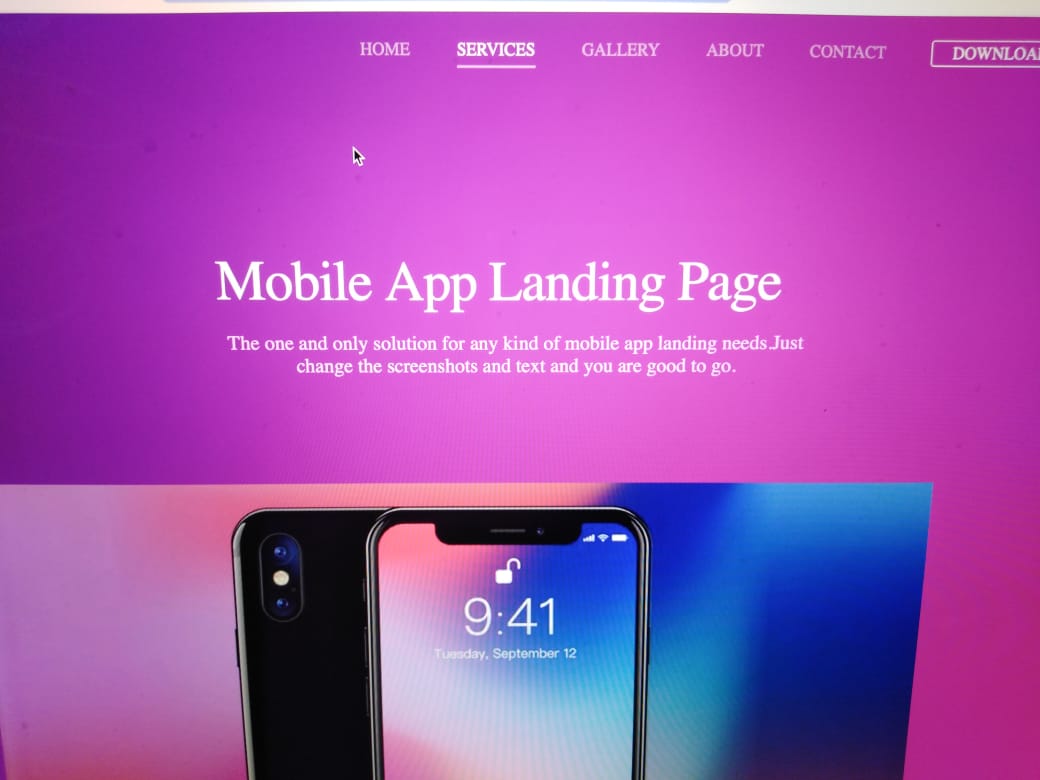 HOME SERVICES GALLERY ABOUT CONTACT
Mobile App Landing Page
The one and only solution for any kind of mobile app landing needs.Just
change the screenshots and text and you are good to go.
9:41
Tuesday, September 12